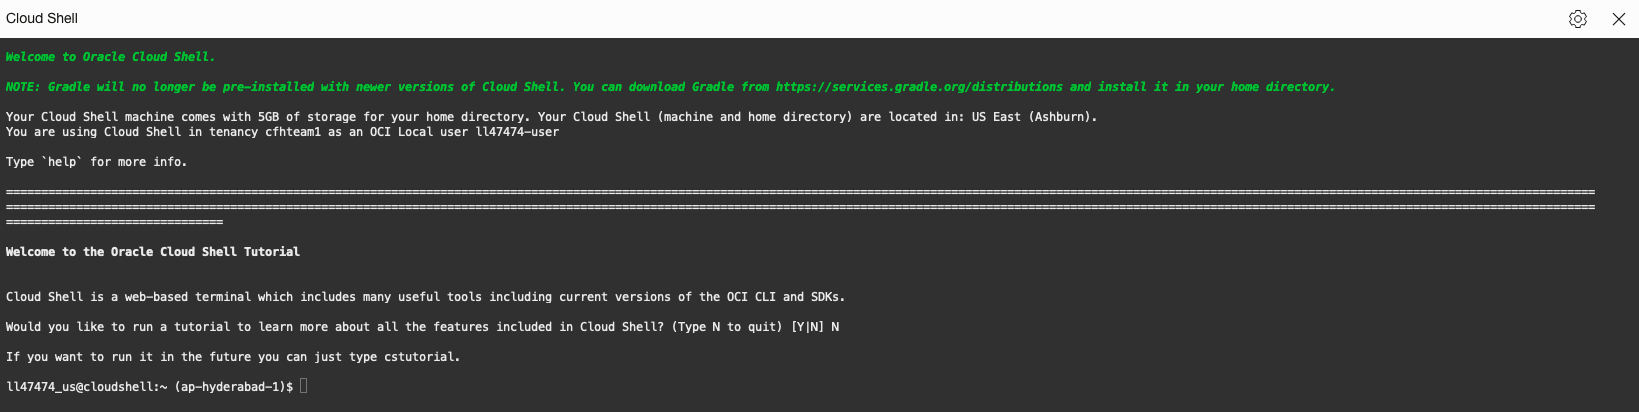 Cloud Shell
Welcome to Oracle Cloud Shell.
NOTE: Gradle will no longer be pre-installed with newer versions of Cloud Shell. You can download Gradle from https://services.gradle.org/distributions and install it in your home directory.
Your Cloud Shell machine comes with 5GB of storage for your home directory. Your Cloud Shell (machine and home directory) are located in: US East (Ashburn).
You are using Cloud Shell in tenancy cfhteam1 as an OCI Local user ll47474-user
Type `help` for more info.
Welcome to the Oracle Cloud Shell Tutorial
Cloud Shell is a web-based terminal which includes many useful tools including current versions of the OCI CLI and SDKs.
Would you like to run a tutorial to learn more about all the features included in Cloud Shell? (Type N to quit) [Y|N] N
If you want to run it in the future you can just type cstutorial.
ll47474_us@cloudshell:~ (ap-hyderabad-1)$